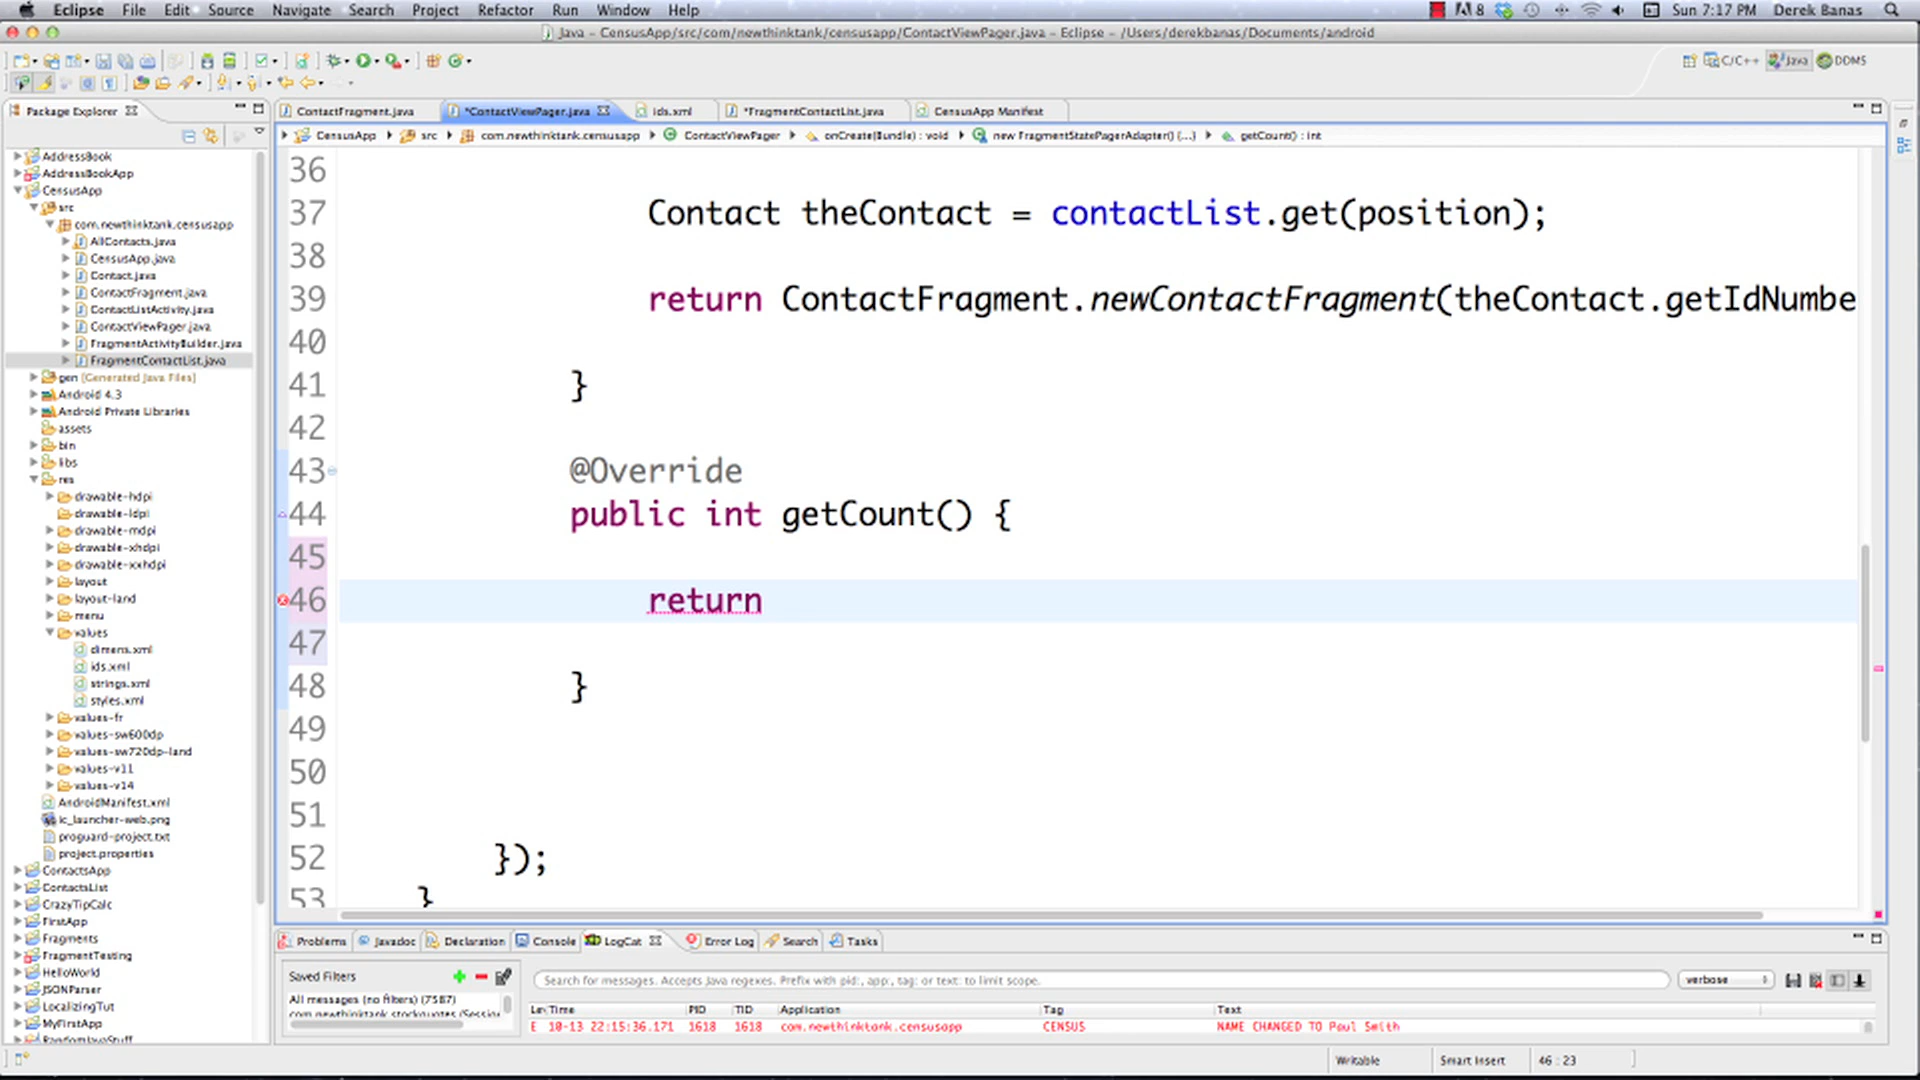 Eclipse File Edit Source Navigate Search Project Refactor Run Window Help 8 Sun 7:17 PM Derek Banas
Java – CensusApp/src/com/newthinktank/censusapp/ContactViewPager.java – Eclipse – /Users/derekbanas/Documents/android
C/C++ Java DDMS
Package Explorer
ContactFragment.java *ContactViewPager.java ids.xml *FragmentContactList.java CensusApp Manifest
CensusApp src com.newthinktank.censusapp ContactViewPager onCreate(Bundle) : void new FragmentStatePagerAdapter() {...} getCount() : int
AddressBook
AddressBookApp
CensusApp
src
com.newthinktank.censusapp
AllContacts.java
CensusApp.java
Contact.java
ContactFragment.java
ContactListActivity.java
ContactViewPager.java
FragmentActivityBuilder.java
FragmentContactList.java
gen [Generated Java Files]
Android 4.3
Android Private Libraries
assets
bin
libs
res
drawable-hdpi
drawable-ldpi
drawable-mdpi
drawable-xhdpi
drawable-xxhdpi
layout
layout-land
menu
values
dimens.xml
ids.xml
strings.xml
styles.xml
values-fr
values-sw600dp
values-sw720dp-land
values-v11
values-v14
AndroidManifest.xml
ic_launcher-web.png
proguard-project.txt
project.properties
ContactsApp
ContactsList
CrazyTipCalc
FirstApp
Fragments
FragmentTesting
HelloWorld
JSONParser
LocalizingTut
MyFirstApp
RandomJavaStuff
36
37 Contact theContact = contactList.get(position);
38
39 return ContactFragment.newContactFragment(theContact.getIdNumbe
40
41 }
42
43 @Override
44 public int getCount() {
45
46 return
47
48 }
49
50
51
52 });
53 }
Problems Javadoc Declaration Console LogCat Error Log Search Tasks
Saved Filters
All messages (no filters) (7587)
com.newthinktank.stockquotes (Session
Search for messages. Accepts Java regexes. Prefix with pid:, app:, tag: or text: to limit scope. verbose
Le Time PID TID Application Tag Text
E 10-13 22:15:36.171 1618 1618 com.newthinktank.censusapp CENSUS NAME CHANGED TO Paul Smith
Writable Smart Insert 46 : 23